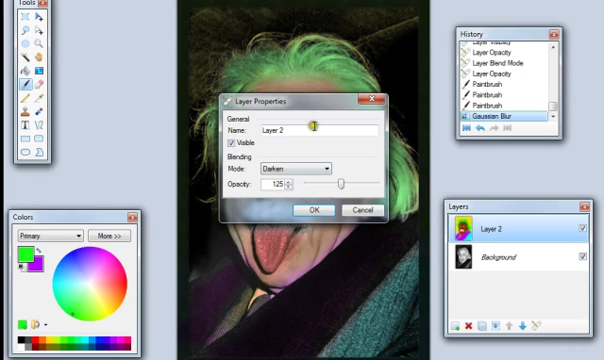 Tools
History
Layer Visibility
Layer Opacity
Layer Blend Mode
Layer Opacity
Paintbrush
Paintbrush
Paintbrush
Gaussian Blur
Layer Properties
General
Name: Layer 2
Visible
Blending
Mode: Darken
Opacity: 125
OK Cancel
Colors
Primary More >>
Layers
Layer 2
Background